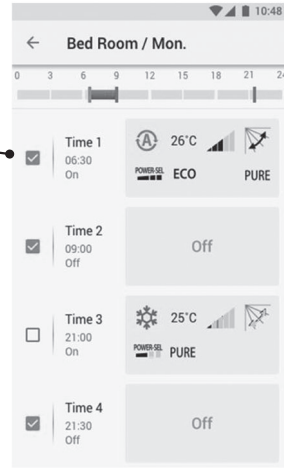 10:48
Bed Room / Mon.
0 3 6 9 12 15 18 21 24
Time 1
06:30
On
A 26°C
POWER-SEL ECO PURE
Time 2
09:00
Off
Off
Time 3
21:00
On
25°C
POWER-SEL PURE
Time 4
21:30
Off
Off